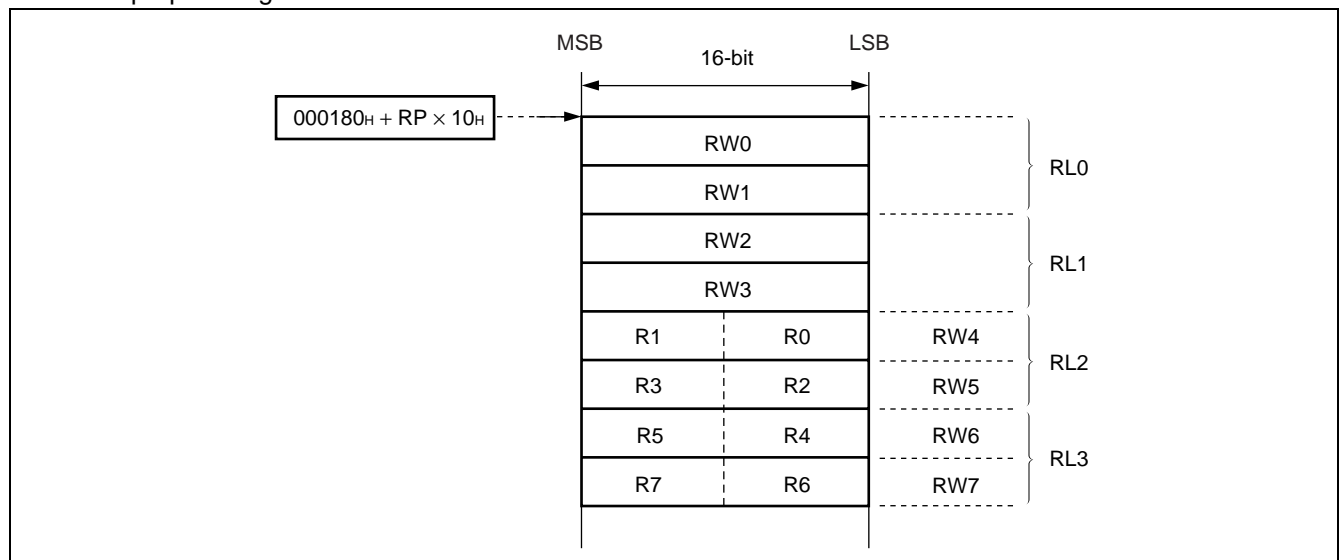 MSB LSB
16-bit
000180H + RP × 10H
RW0
RL0
RW1
RW2
RL1
RW3
R1 R0 RW4
RL2
R3 R2 RW5
R5 R4 RW6
RL3
R7 R6 RW7